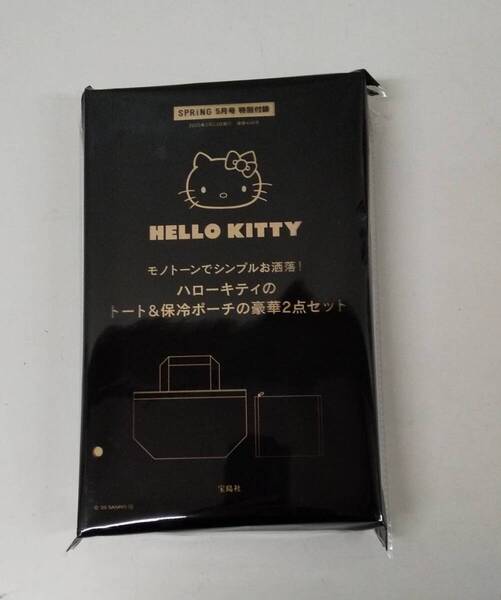 SPRiNG 5月号 特別付録
HELLO KITTY
モノトーンでシンプルお洒落!
ハローキティの
トート&保冷ポーチの豪華2点セット
宝島社